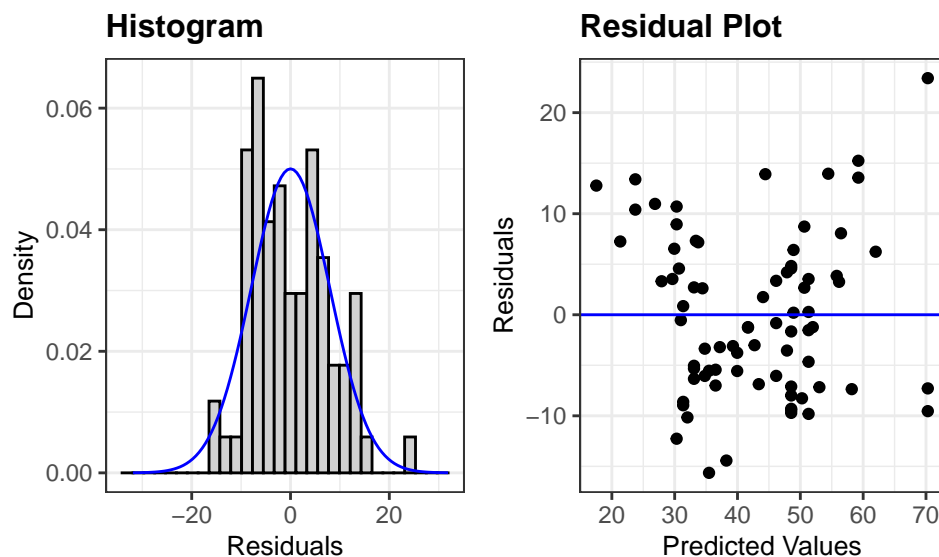 Histogram
0.06
0.04
0.02
0.00
Density
−20
0
20
Residuals
Residual Plot
20
10
0
−10
Residuals
20
30
40
50
60
70
Predicted Values